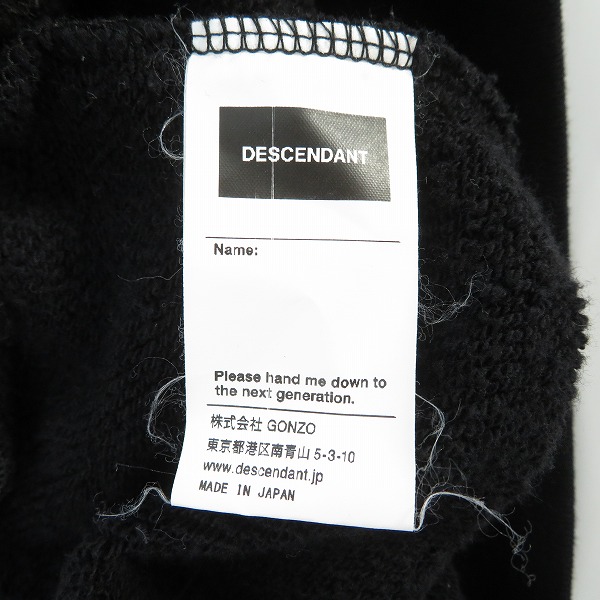 DESCENDANT
Name:
Please hand me down to
the next generation.
株式会社 GONZO
東京都港区南青山 5-3-10
www.descendant.jp
MADE IN JAPAN